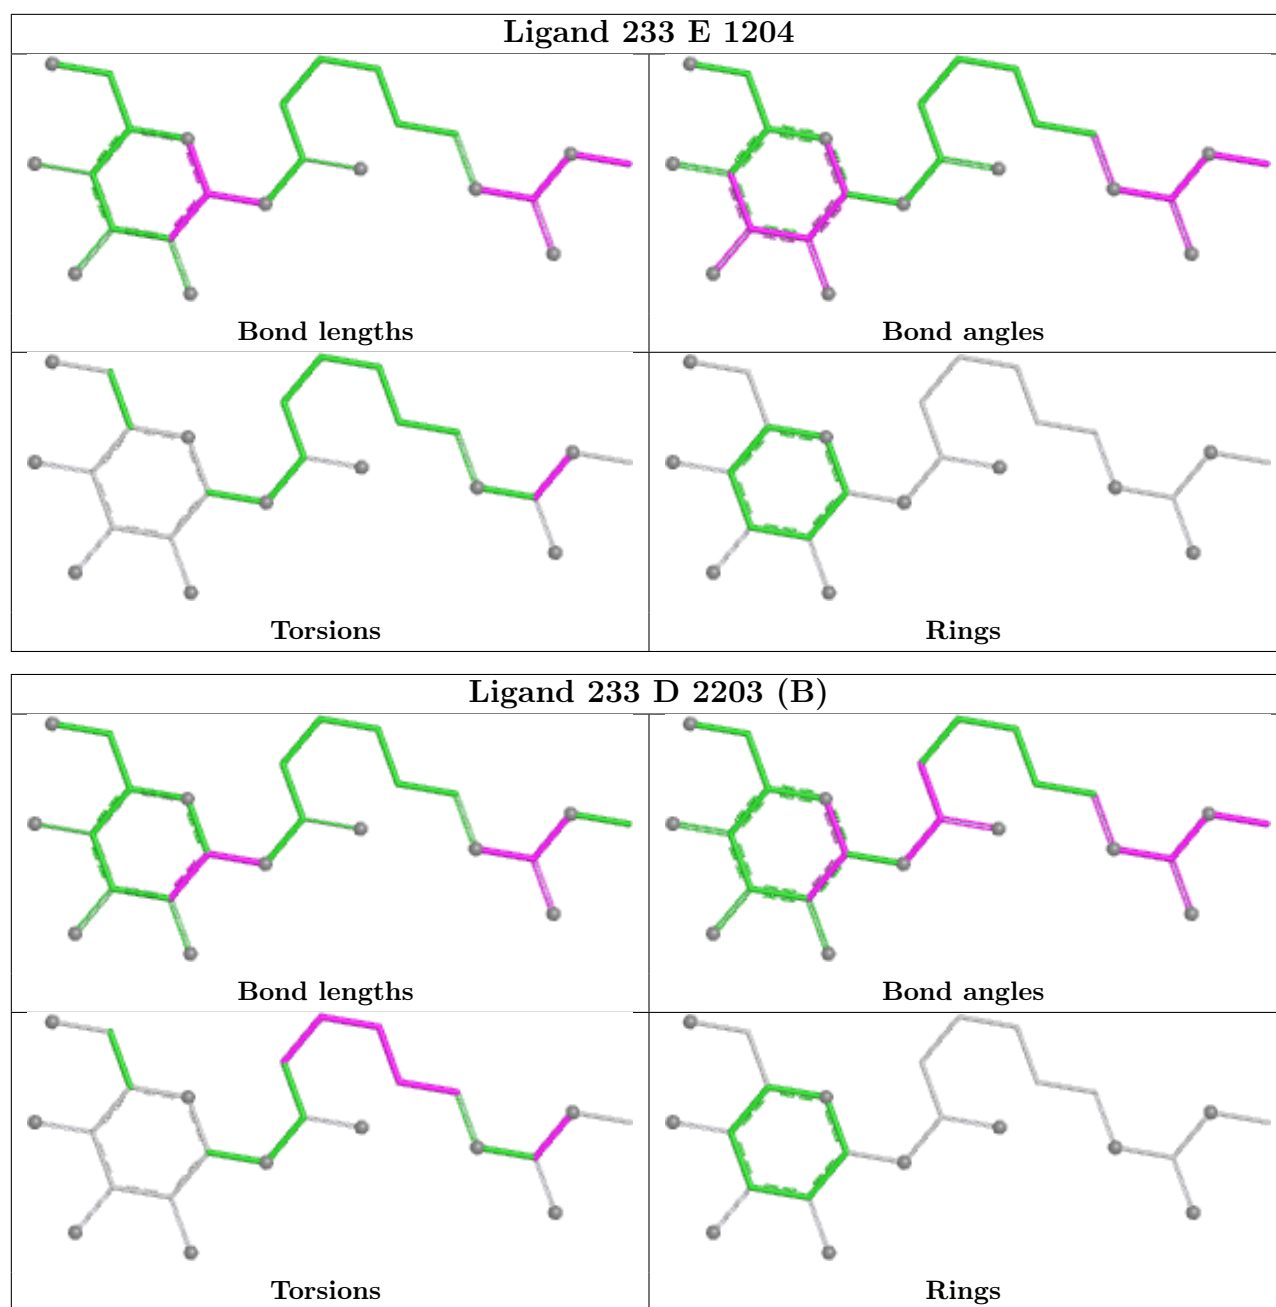 Ligand 233 E 1204
Bond lengths
Bond angles
Torsions
Rings
Ligand 233 D 2203 (B)
Bond lengths
Bond angles
Torsions
Rings